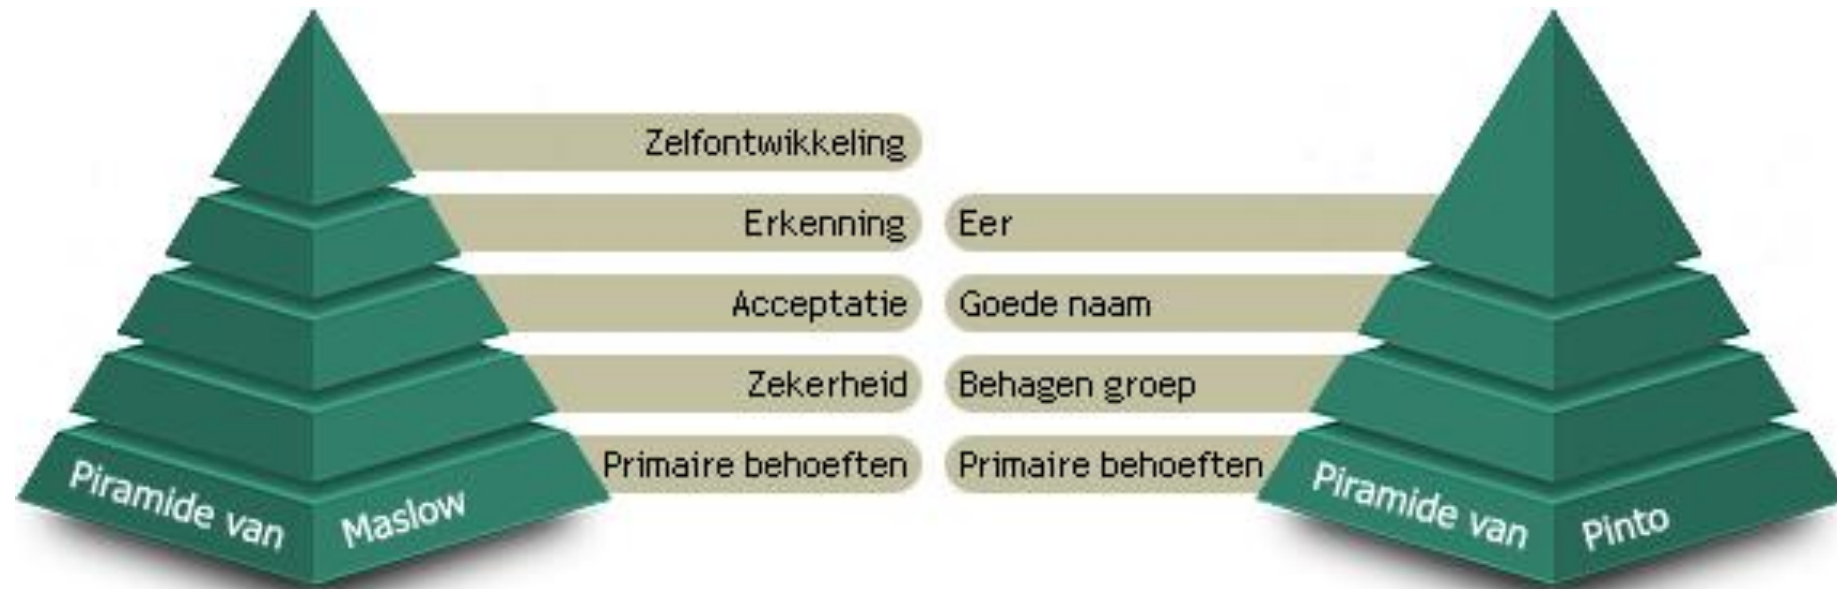 Zelfontwikkeling
Erkenning
Acceptatie
Zekerheid
Primaire behoeften
Piramide van Maslow
Eer
Goede naam
Behagen groep
Primaire behoeften
Piramide van Pinto